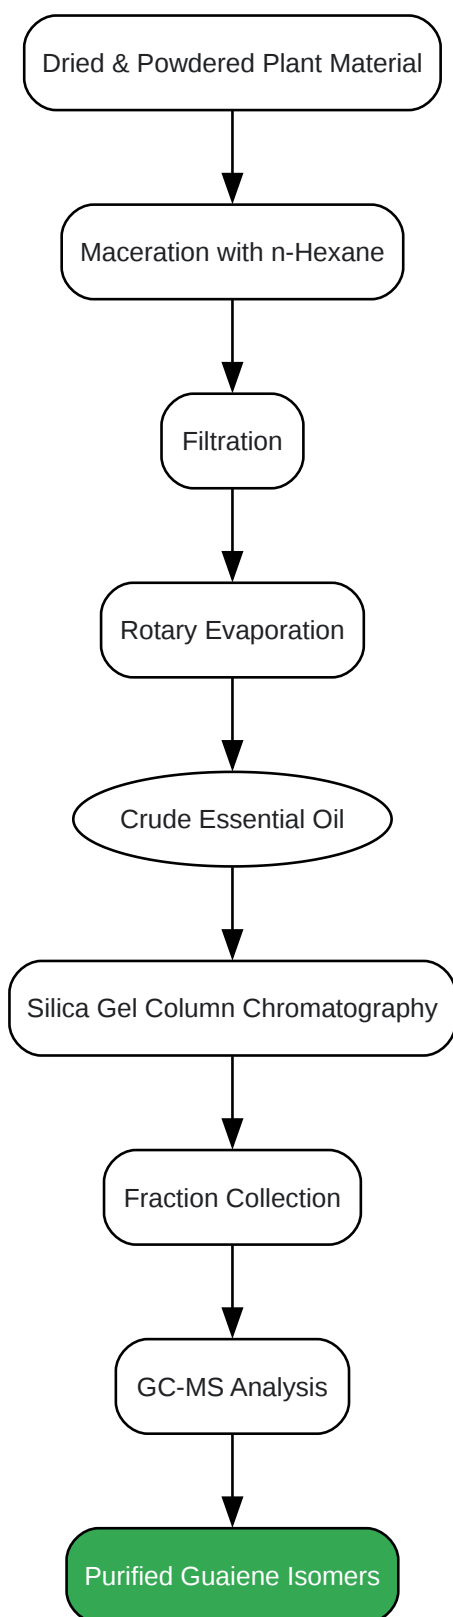 Dried & Powdered Plant Material
Maceration with n-Hexane
Filtration
Rotary Evaporation
Crude Essential Oil
Silica Gel Column Chromatography
Fraction Collection
GC-MS Analysis
Purified Guaiene Isomers